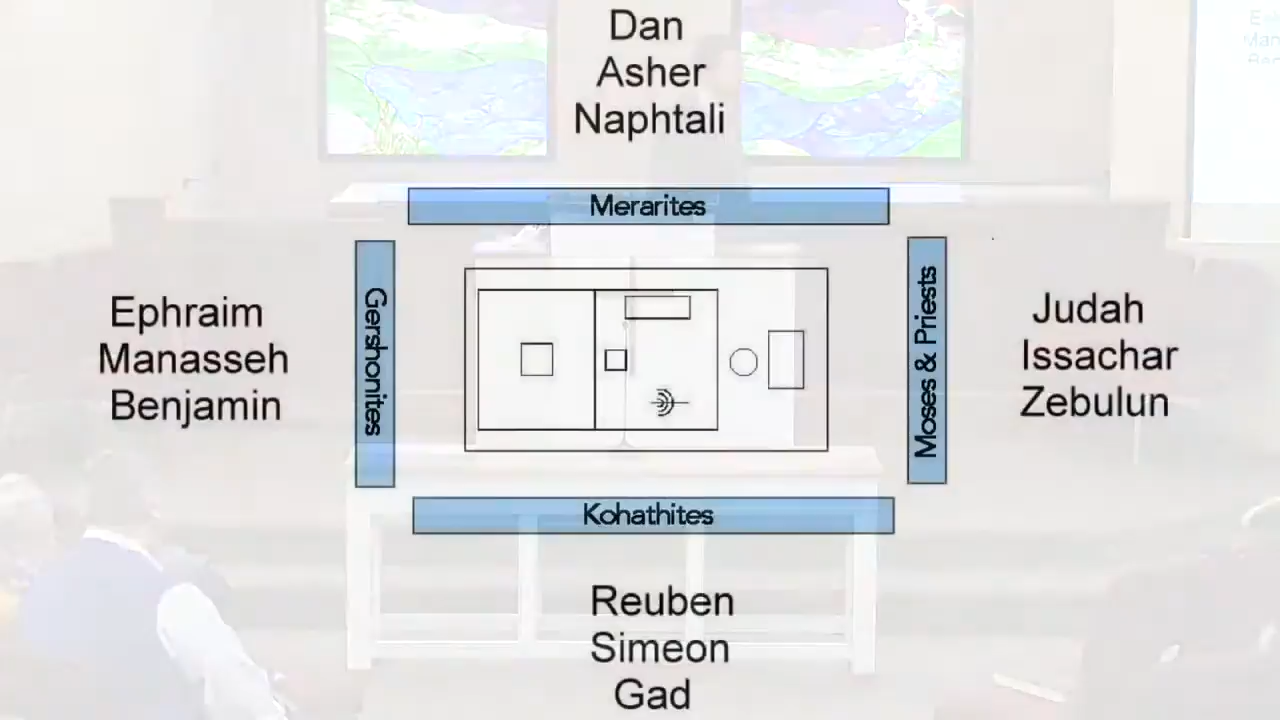 Dan
Asher
Naphtali
Merarites
Gershonites
Ephraim
Manasseh
Benjamin
Moses & Priests
Judah
Issachar
Zebulun
Kohathites
Reuben
Simeon
Gad